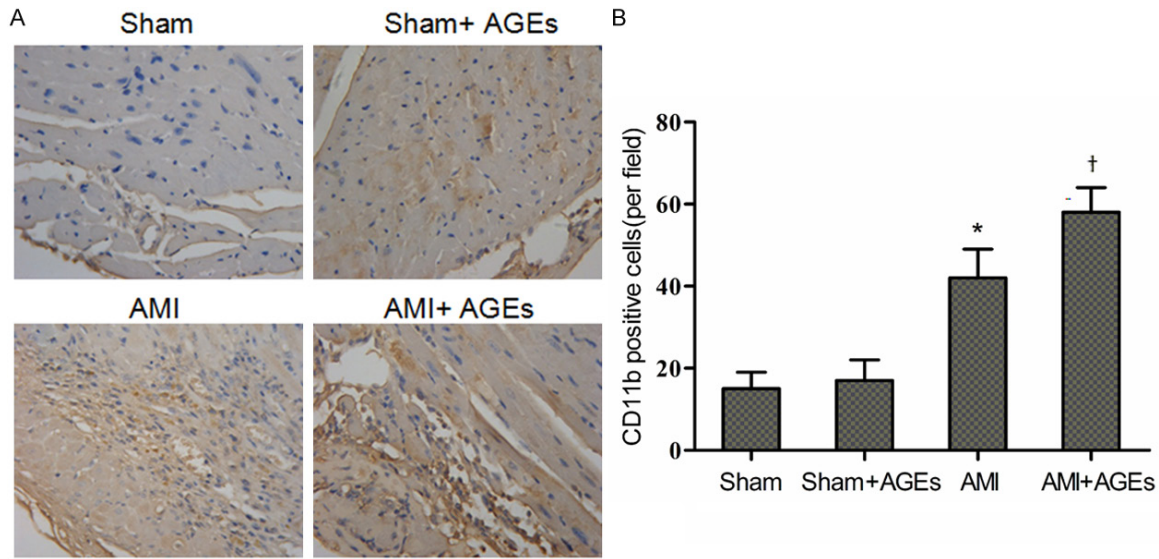 A
Sham
Sham+ AGEs
AMI
AMI+ AGEs
B
CD11b positive cells(per field)
80
60
40
20
0
*
†
Sham
Sham+AGEs
AMI
AMI+AGEs